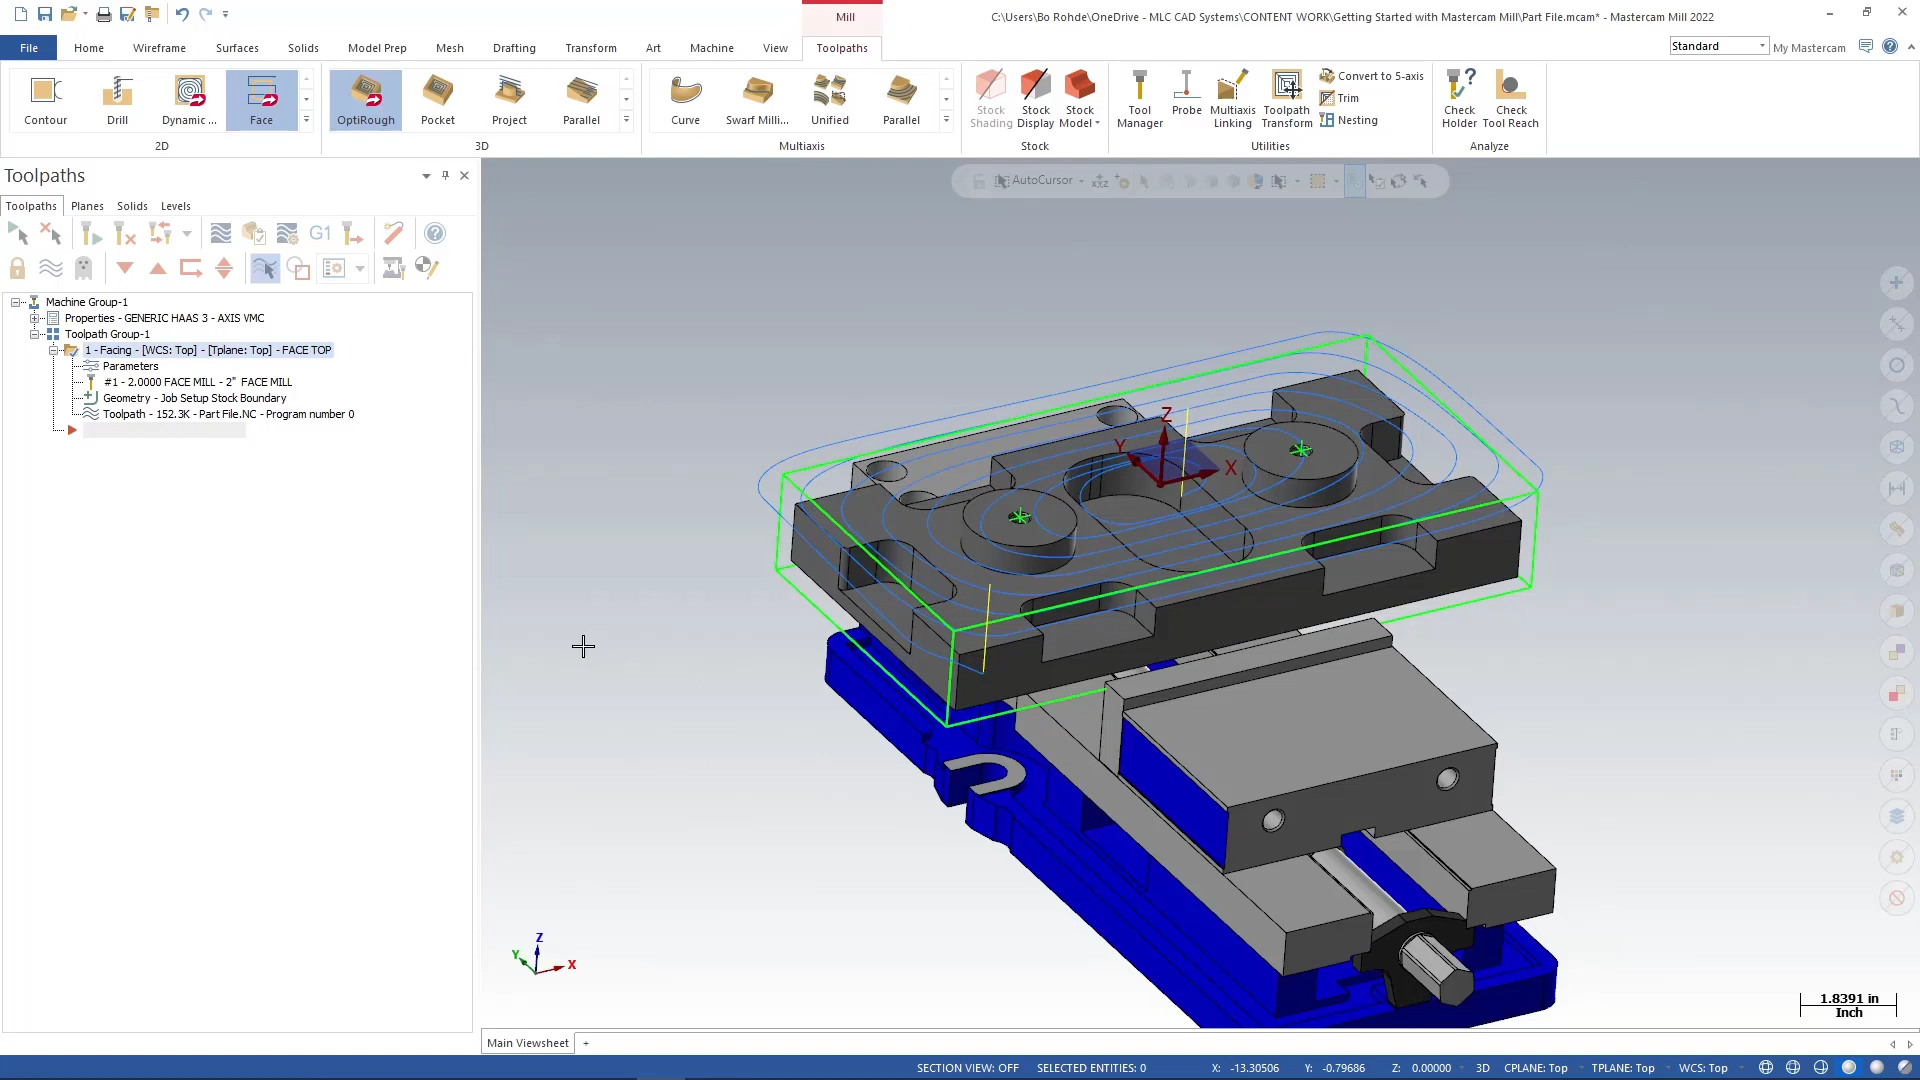 Mill
C:\Users\Bo Rohde\OneDrive - MLC CAD Systems\CONTENT WORK\Getting Started with Mastercam Mill\Part File.mcam* - Mastercam Mill 2022
File Home Wireframe Surfaces Solids Model Prep Mesh Drafting Transform Art Machine View Toolpaths
Standard My Mastercam
Contour Drill Dynamic ... Face
2D
OptiRough Pocket Project Parallel
3D
Curve Swarf Milli... Unified Parallel
Multiaxis
Stock Shading Stock Display Stock Model
Stock
Tool Manager Probe Multiaxis Linking Toolpath Transform
Convert to 5-axis
Trim
Nesting
Utilities
Check Holder Check Tool Reach
Analyze
Toolpaths
Toolpaths Planes Solids Levels
G1
Machine Group-1
Properties - GENERIC HAAS 3 - AXIS VMC
Toolpath Group-1
1 - Facing - [WCS: Top] - [Tplane: Top] - FACE TOP
Parameters
#1 - 2.0000 FACE MILL - 2" FACE MILL
Geometry - Job Setup Stock Boundary
Toolpath - 152.3K - Part File.NC - Program number 0
AutoCursor
Z
Y
X
Z
Y
X
1.8391 in
Inch
Main Viewsheet +
SECTION VIEW: OFF SELECTED ENTITIES: 0 X: -13.30506 Y: -0.79686 Z: 0.00000 3D CPLANE: Top TPLANE: Top WCS: Top